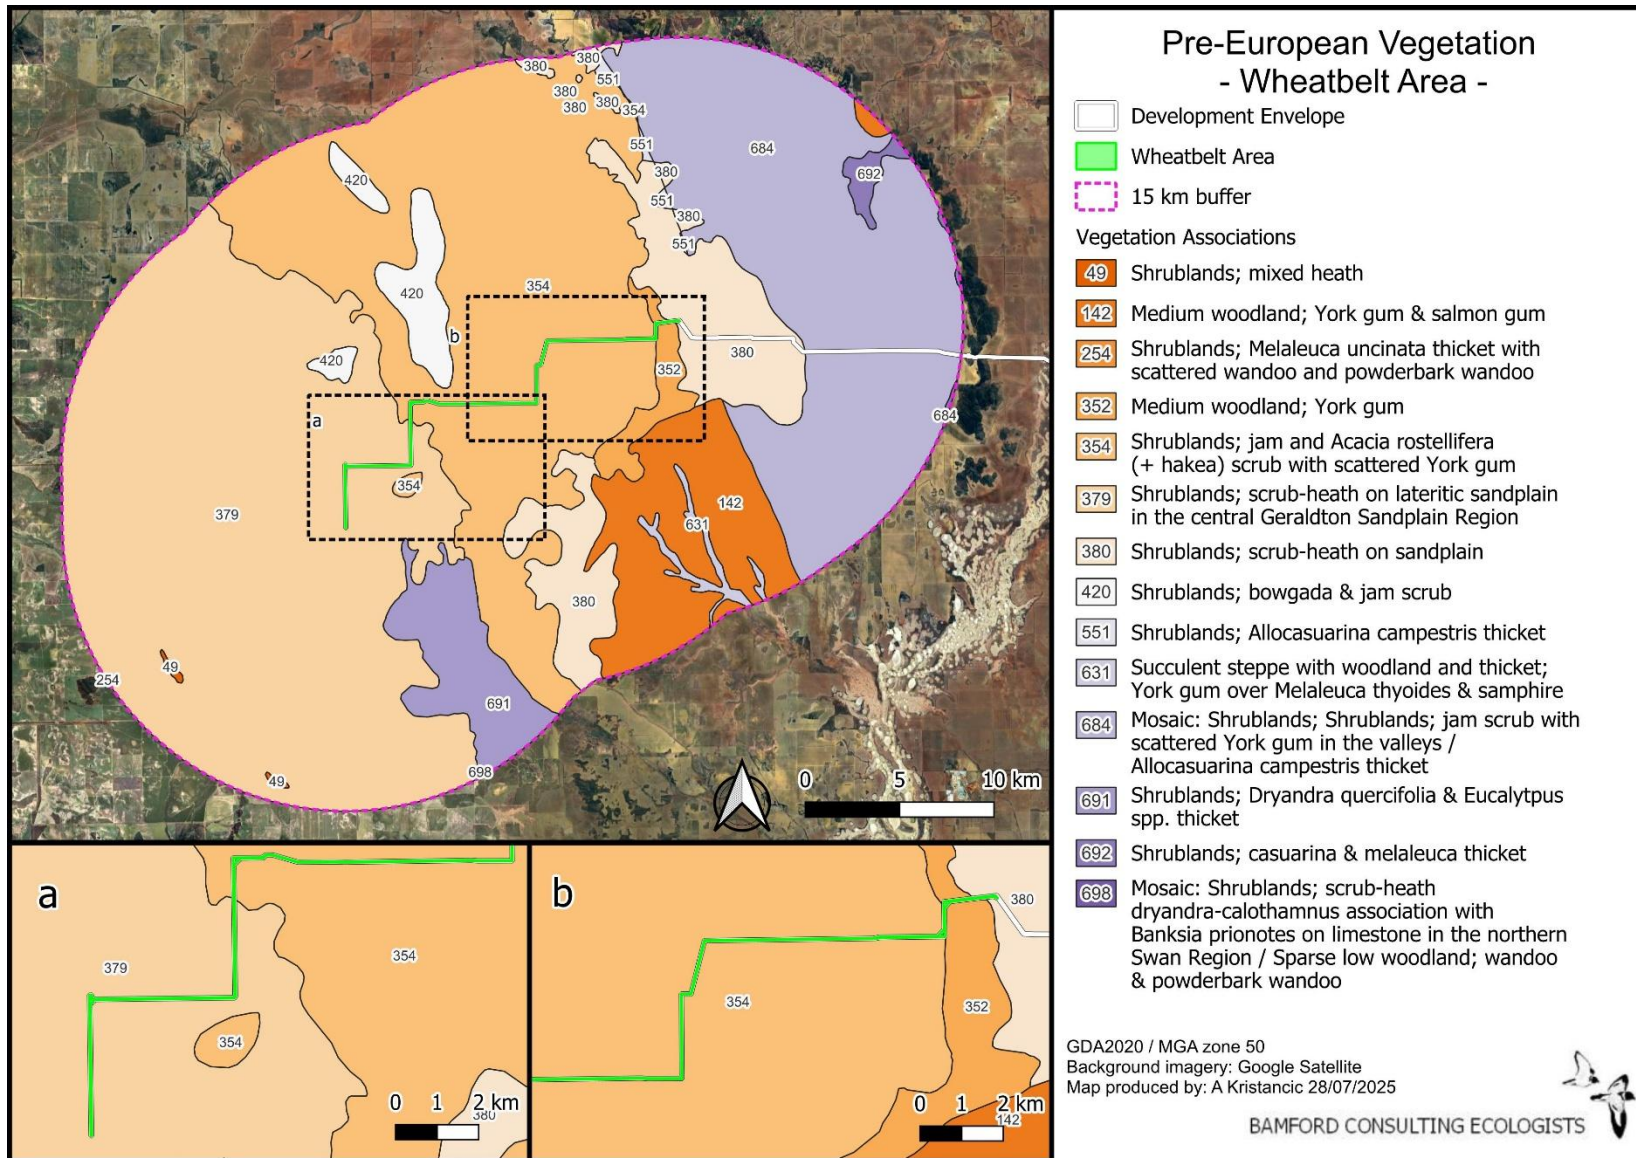 Pre-European Vegetation
- Wheatbelt Area -
Development Envelope
Wheatbelt Area
15 km buffer
Vegetation Associations
49 Shrublands; mixed heath
142 Medium woodland; York gum & salmon gum
254 Shrublands; Melaleuca uncinata thicket with
scattered wandoo and powderbark wandoo
352 Medium woodland; York gum
354 Shrublands; jam and Acacia rostellifera
(+ hakea) scrub with scattered York gum
379 Shrublands; scrub-heath on lateritic sandplain
in the central Geraldton Sandplain Region
380 Shrublands; scrub-heath on sandplain
420 Shrublands; bowgada & jam scrub
551 Shrublands; Allocasuarina campestris thicket
631 Succulent steppe with woodland and thicket;
York gum over Melaleuca thyoides & samphire
684 Mosaic: Shrublands; Shrublands; jam scrub with
scattered York gum in the valleys /
Allocasuarina campestris thicket
691 Shrublands; Dryandra quercifolia & Eucalytpus
spp. thicket
692 Shrublands; casuarina & melaleuca thicket
698 Mosaic: Shrublands; scrub-heath
dryandra-calothamnus association with
Banksia prionotes on limestone in the northern
Swan Region / Sparse low woodland; wandoo
& powderbark wandoo
GDA2020 / MGA zone 50
Background imagery: Google Satellite
Map produced by: A Kristancic 28/07/2025
BAMFORD CONSULTING ECOLOGISTS
380
380
551
380
380
380
354
551
684
380
692
420
551
380
551
420
354
b
420
380
352
a
684
354
142
379
631
380
49
254
691
698
49
0 5 10 km
a
379
354
354
0 1 2 km
380
b
380
354
352
0 1 2 km
142